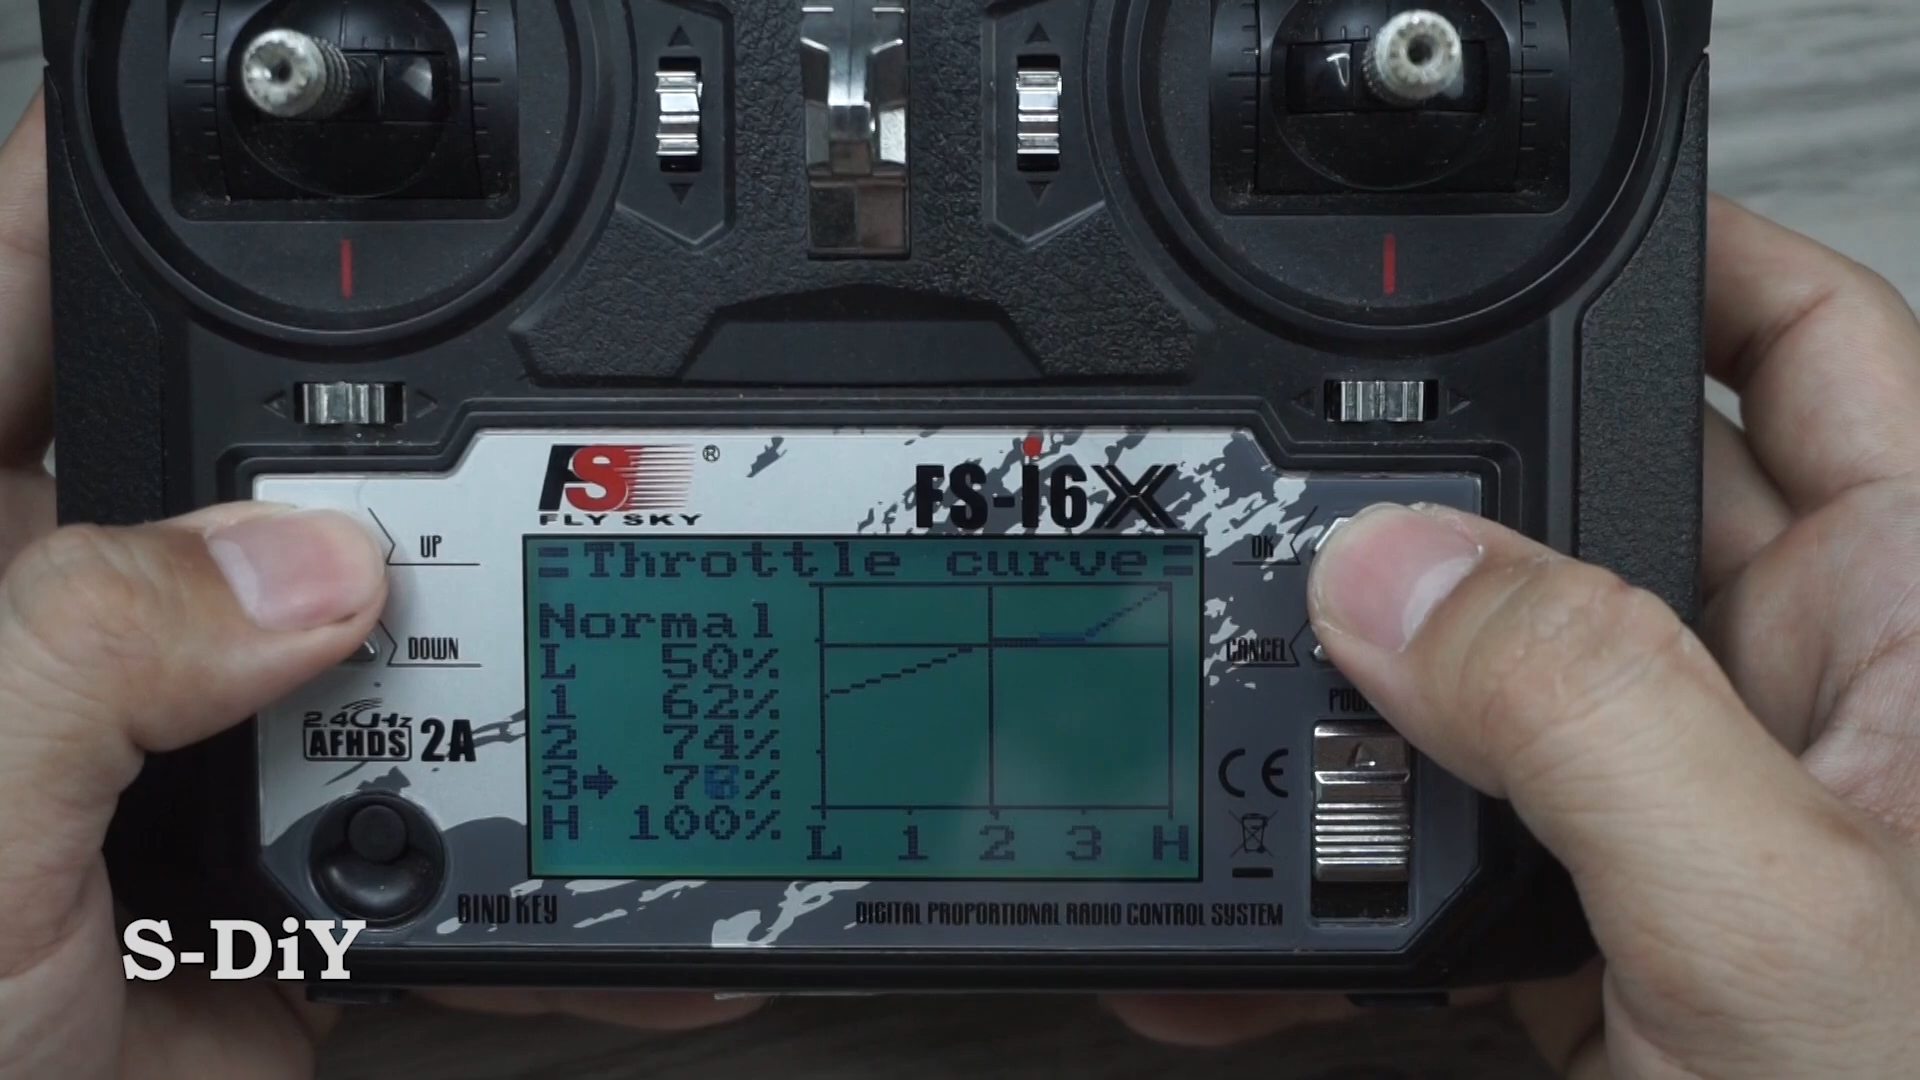 FLY SKY ®
FS-i6X
UP
OK
DOWN
CANCEL
=Throttle curve=
Normal
L 50%
1 62%
2 74%
3➔ 7 %
H 100%
L 1 2 3 H
2.4GHz
AFHDS 2A
CE
BIND KEY
DIGITAL PROPORTIONAL RADIO CONTROL SYSTEM
S-DiY